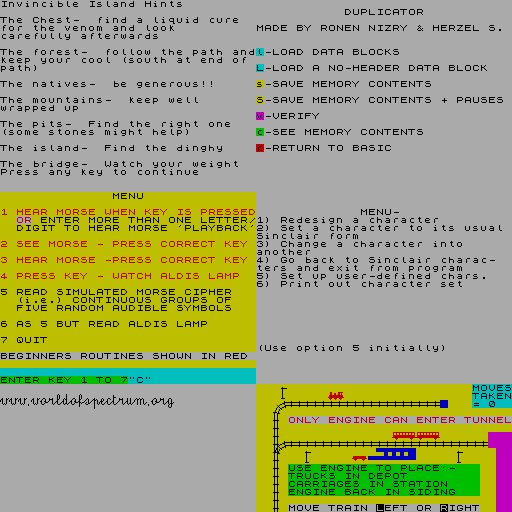 Invincible Island Hints
The Chest-  find a liquid cure
for the venom and look
carefully afterwards
The forest-  follow the path and
keep your cool (south at end of
path)
The natives-  be generous!!
The mountains-  keep well
wrapped up
The pits-  Find the right one
(some stones might help)
The island-  Find the dinghy
The bridge-  Watch your weight
Press any key to continue
DUPLICATOR
MADE BY RONEN NIZRY & HERZEL S.
l-LOAD DATA BLOCKS
L-LOAD A NO-HEADER DATA BLOCK
s-SAVE MEMORY CONTENTS
S-SAVE MEMORY CONTENTS + PAUSES
v-VERIFY
c-SEE MEMORY CONTENTS
r-RETURN TO BASIC
MENU
1 HEAR MORSE WHEN KEY IS PRESSED
OR ENTER MORE THAN ONE LETTER/
DIGIT TO HEAR MORSE 'PLAYBACK'
2 SEE MORSE - PRESS CORRECT KEY
3 HEAR MORSE -PRESS CORRECT KEY
4 PRESS KEY - WATCH ALDIS LAMP
5 READ SIMULATED MORSE CIPHER
(i.e.) CONTINUOUS GROUPS OF
FIVE RANDOM AUDIBLE SYMBOLS
6 AS 5 BUT READ ALDIS LAMP
7 QUIT
BEGINNERS ROUTINES SHOWN IN RED
ENTER KEY 1 TO 7"C"
MENU-
1) Redesign a character
2) Set a character to its usual
Sinclair form
3) Change a character into
another
4) Go back to Sinclair charac-
ters and exit from program
5) Set up user-defined chars.
6) Print out character set
(Use option 5 initially)
www.worldofspectrum.org
MOVES
TAKEN
= 0
ONLY ENGINE CAN ENTER TUNNEL
USE ENGINE TO PLACE:-
TRUCKS IN DEPOT
CARRIAGES IN STATION
ENGINE BACK IN SIDING
MOVE TRAIN LEFT OR RIGHT